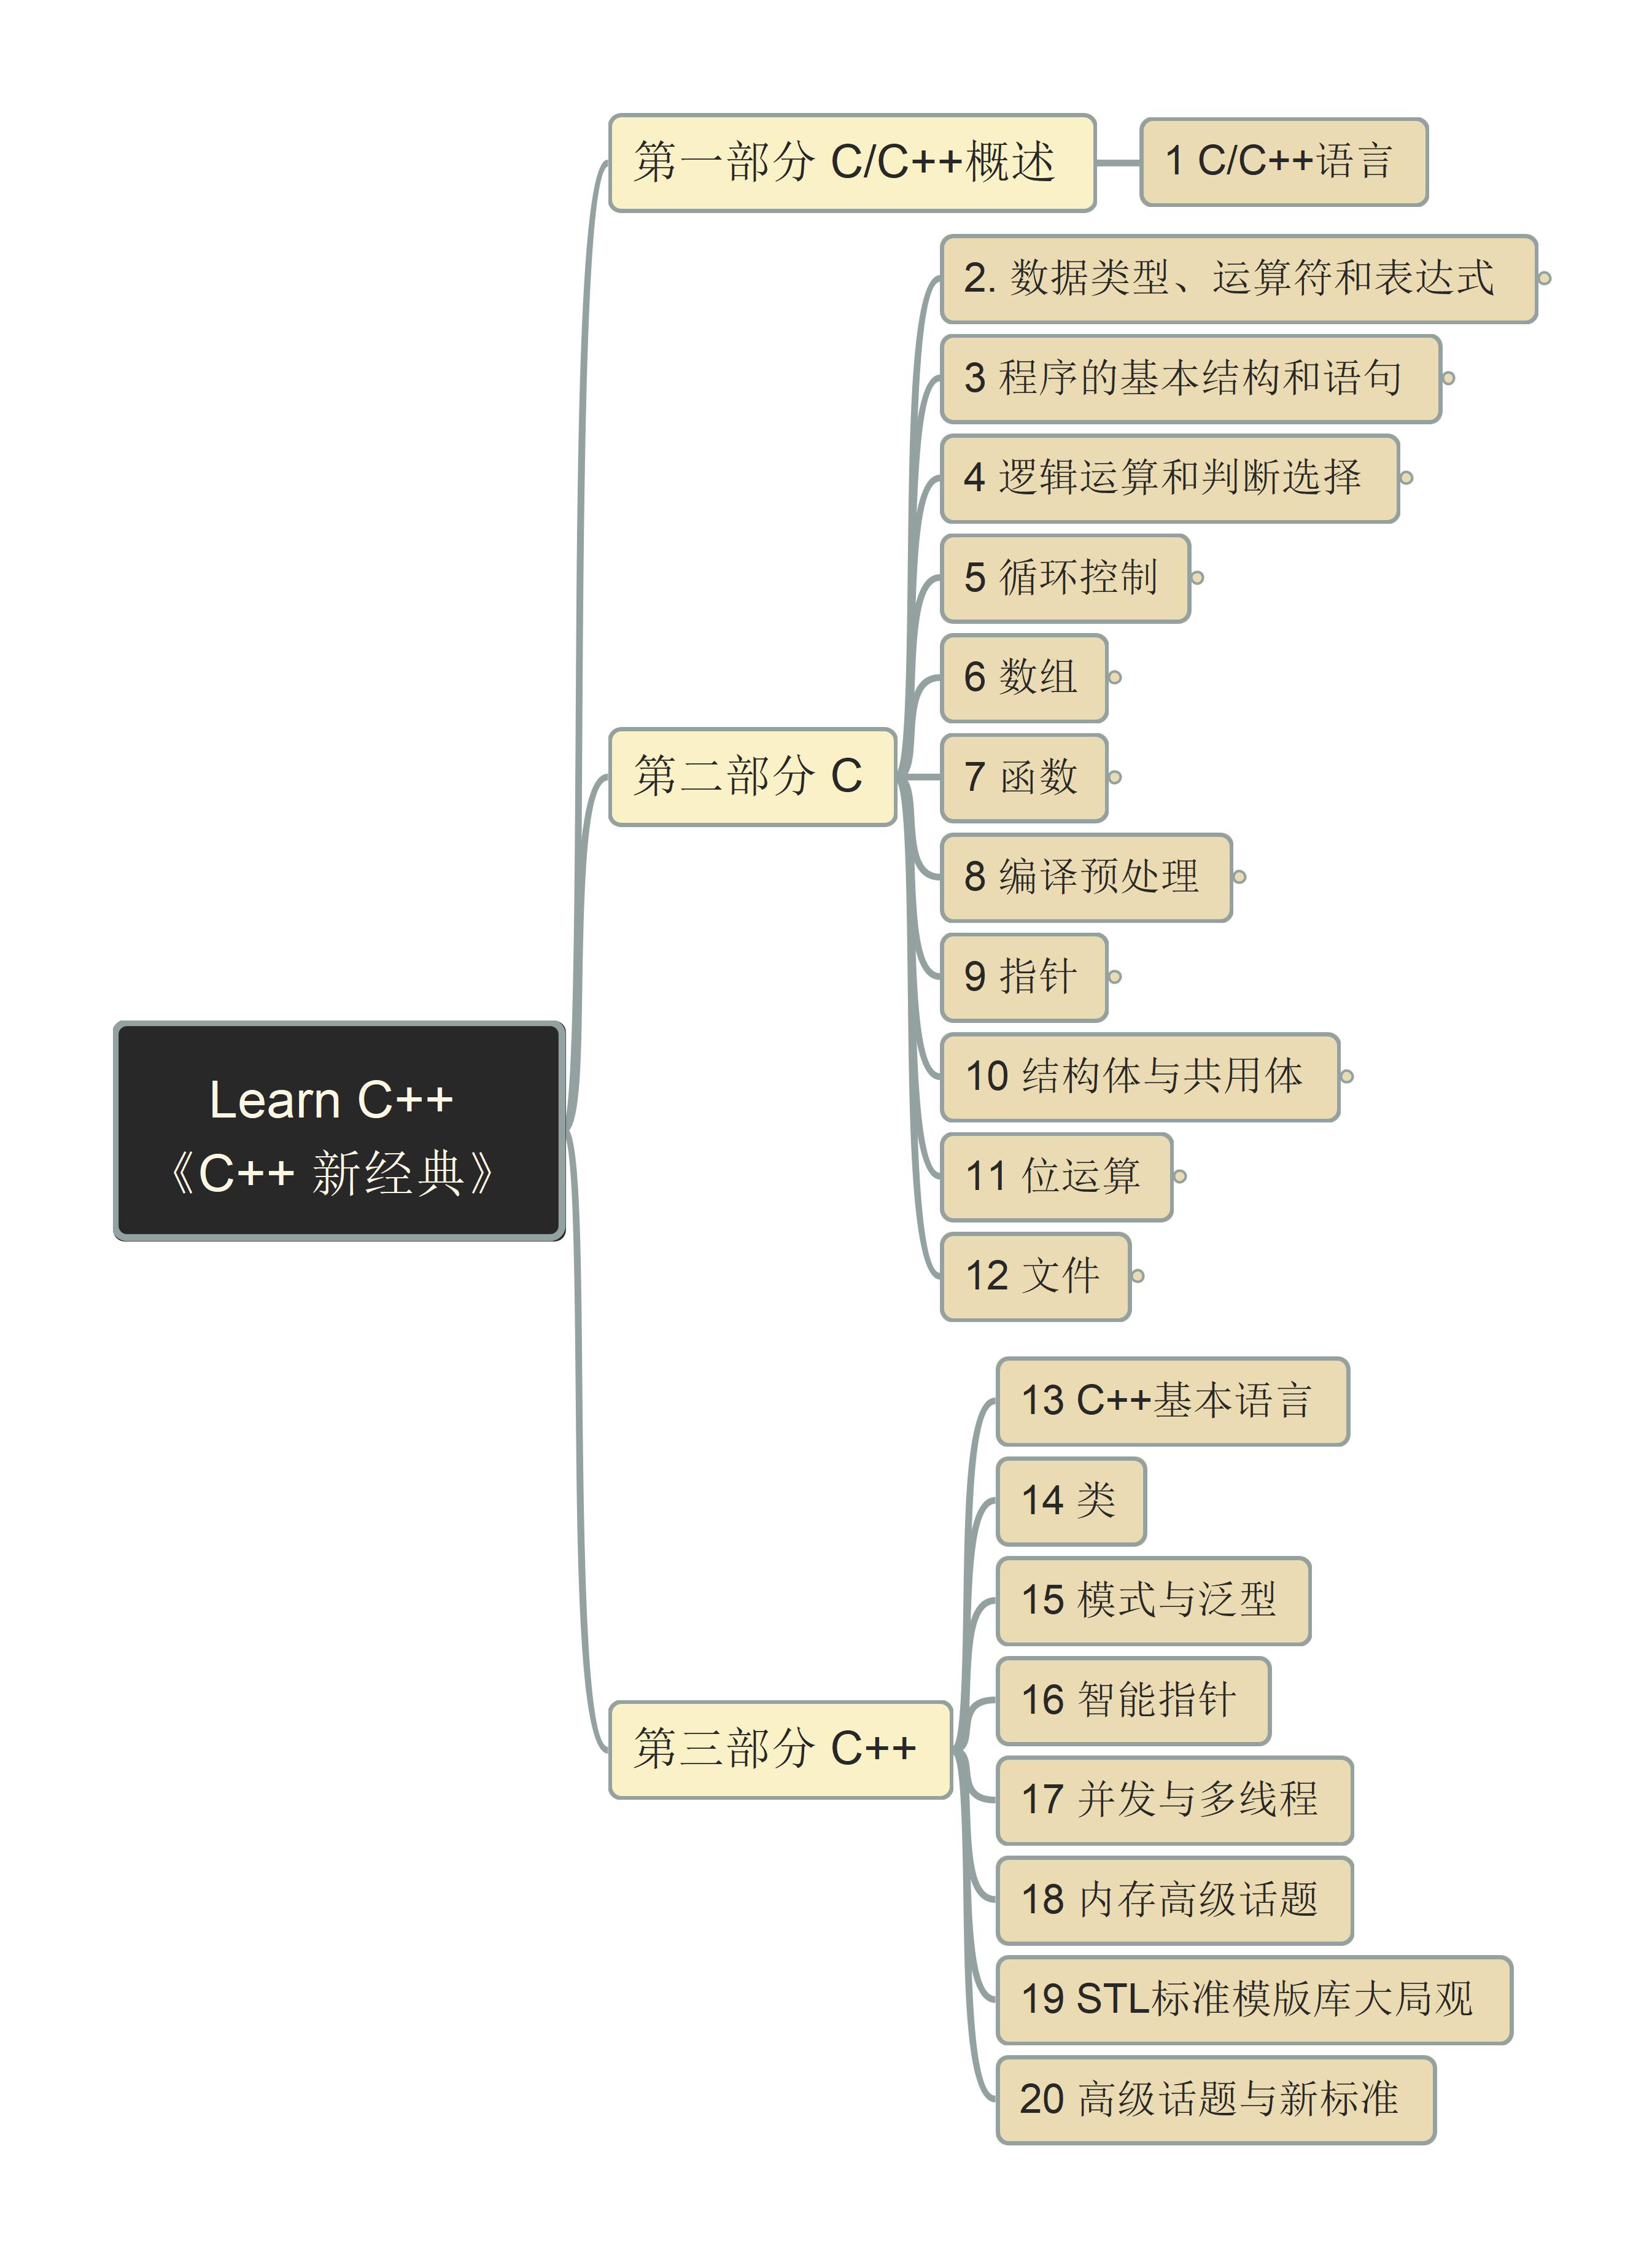 第一部分 C/C++概述
1 C/C++语言
2. 数据类型、运算符和表达式
3 程序的基本结构和语句
4 逻辑运算和判断选择
5 循环控制
6 数组
第二部分 C
7 函数
8 编译预处理
9 指针
10 结构体与共用体
11 位运算
12 文件
Learn C++
《C++ 新经典》
13 C++基本语言
14 类
15 模式与泛型
16 智能指针
第三部分 C++
17 并发与多线程
18 内存高级话题
19 STL标准模版库大局观
20 高级话题与新标准